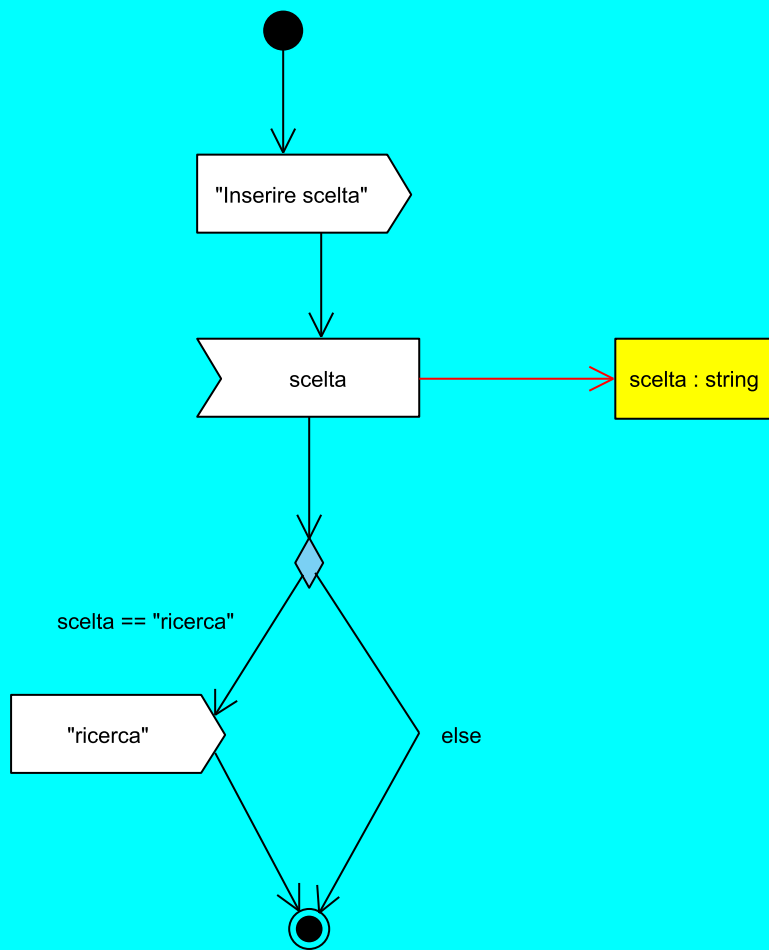 "Inserire scelta"
scelta
scelta : string
scelta == "ricerca"
"ricerca"
else